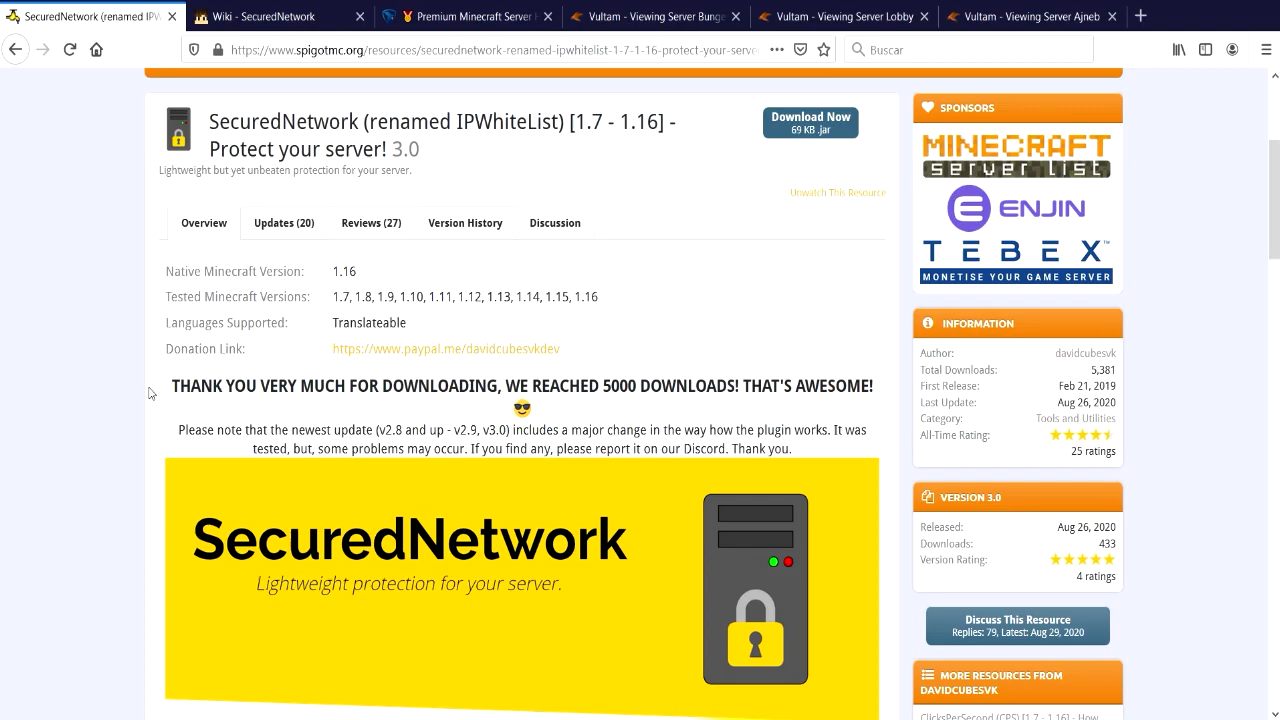 SecuredNetwork (renamed IPW
Wiki - SecuredNetwork
Premium Minecraft Server
Vultam - Viewing Server Bunge
Vultam - Viewing Server Lobby
Vultam - Viewing Server Ajneb
https://www.spigotmc.org/resources/securednetwork-renamed-ipwhitelist-1-7-1-16-protect-your-serve
Buscar
SecuredNetwork (renamed IPWhiteList) [1.7 - 1.16] -
Protect your server! 3.0
Lightweight but yet unbeaten protection for your server.
Download Now
69 KB .jar
Unwatch This Resource
Overview
Updates (20)
Reviews (27)
Version History
Discussion
Native Minecraft Version: 1.16
Tested Minecraft Versions: 1.7, 1.8, 1.9, 1.10, 1.11, 1.12, 1.13, 1.14, 1.15, 1.16
Languages Supported: Translateable
Donation Link: https://www.paypal.me/davidcubesvkdev
THANK YOU VERY MUCH FOR DOWNLOADING, WE REACHED 5000 DOWNLOADS! THAT'S AWESOME!
Please note that the newest update (v2.8 and up - v2.9, v3.0) includes a major change in the way how the plugin works. It was
tested, but, some problems may occur. If you find any, please report it on our Discord. Thank you.
SecuredNetwork
Lightweight protection for your server.
SPONSORS
MINECRAFT
server list
ENJIN
TEBEX™
MONETISE YOUR GAME SERVER
INFORMATION
Author: davidcubesvk
Total Downloads: 5,381
First Release: Feb 21, 2019
Last Update: Aug 26, 2020
Category: Tools and Utilities
All-Time Rating:
25 ratings
VERSION 3.0
Released: Aug 26, 2020
Downloads: 433
Version Rating:
4 ratings
Discuss This Resource
Replies: 79, Latest: Aug 29, 2020
MORE RESOURCES FROM
DAVIDCUBESVK
ClicksPerSecond (CPS) [1.7 - 1.16] - How